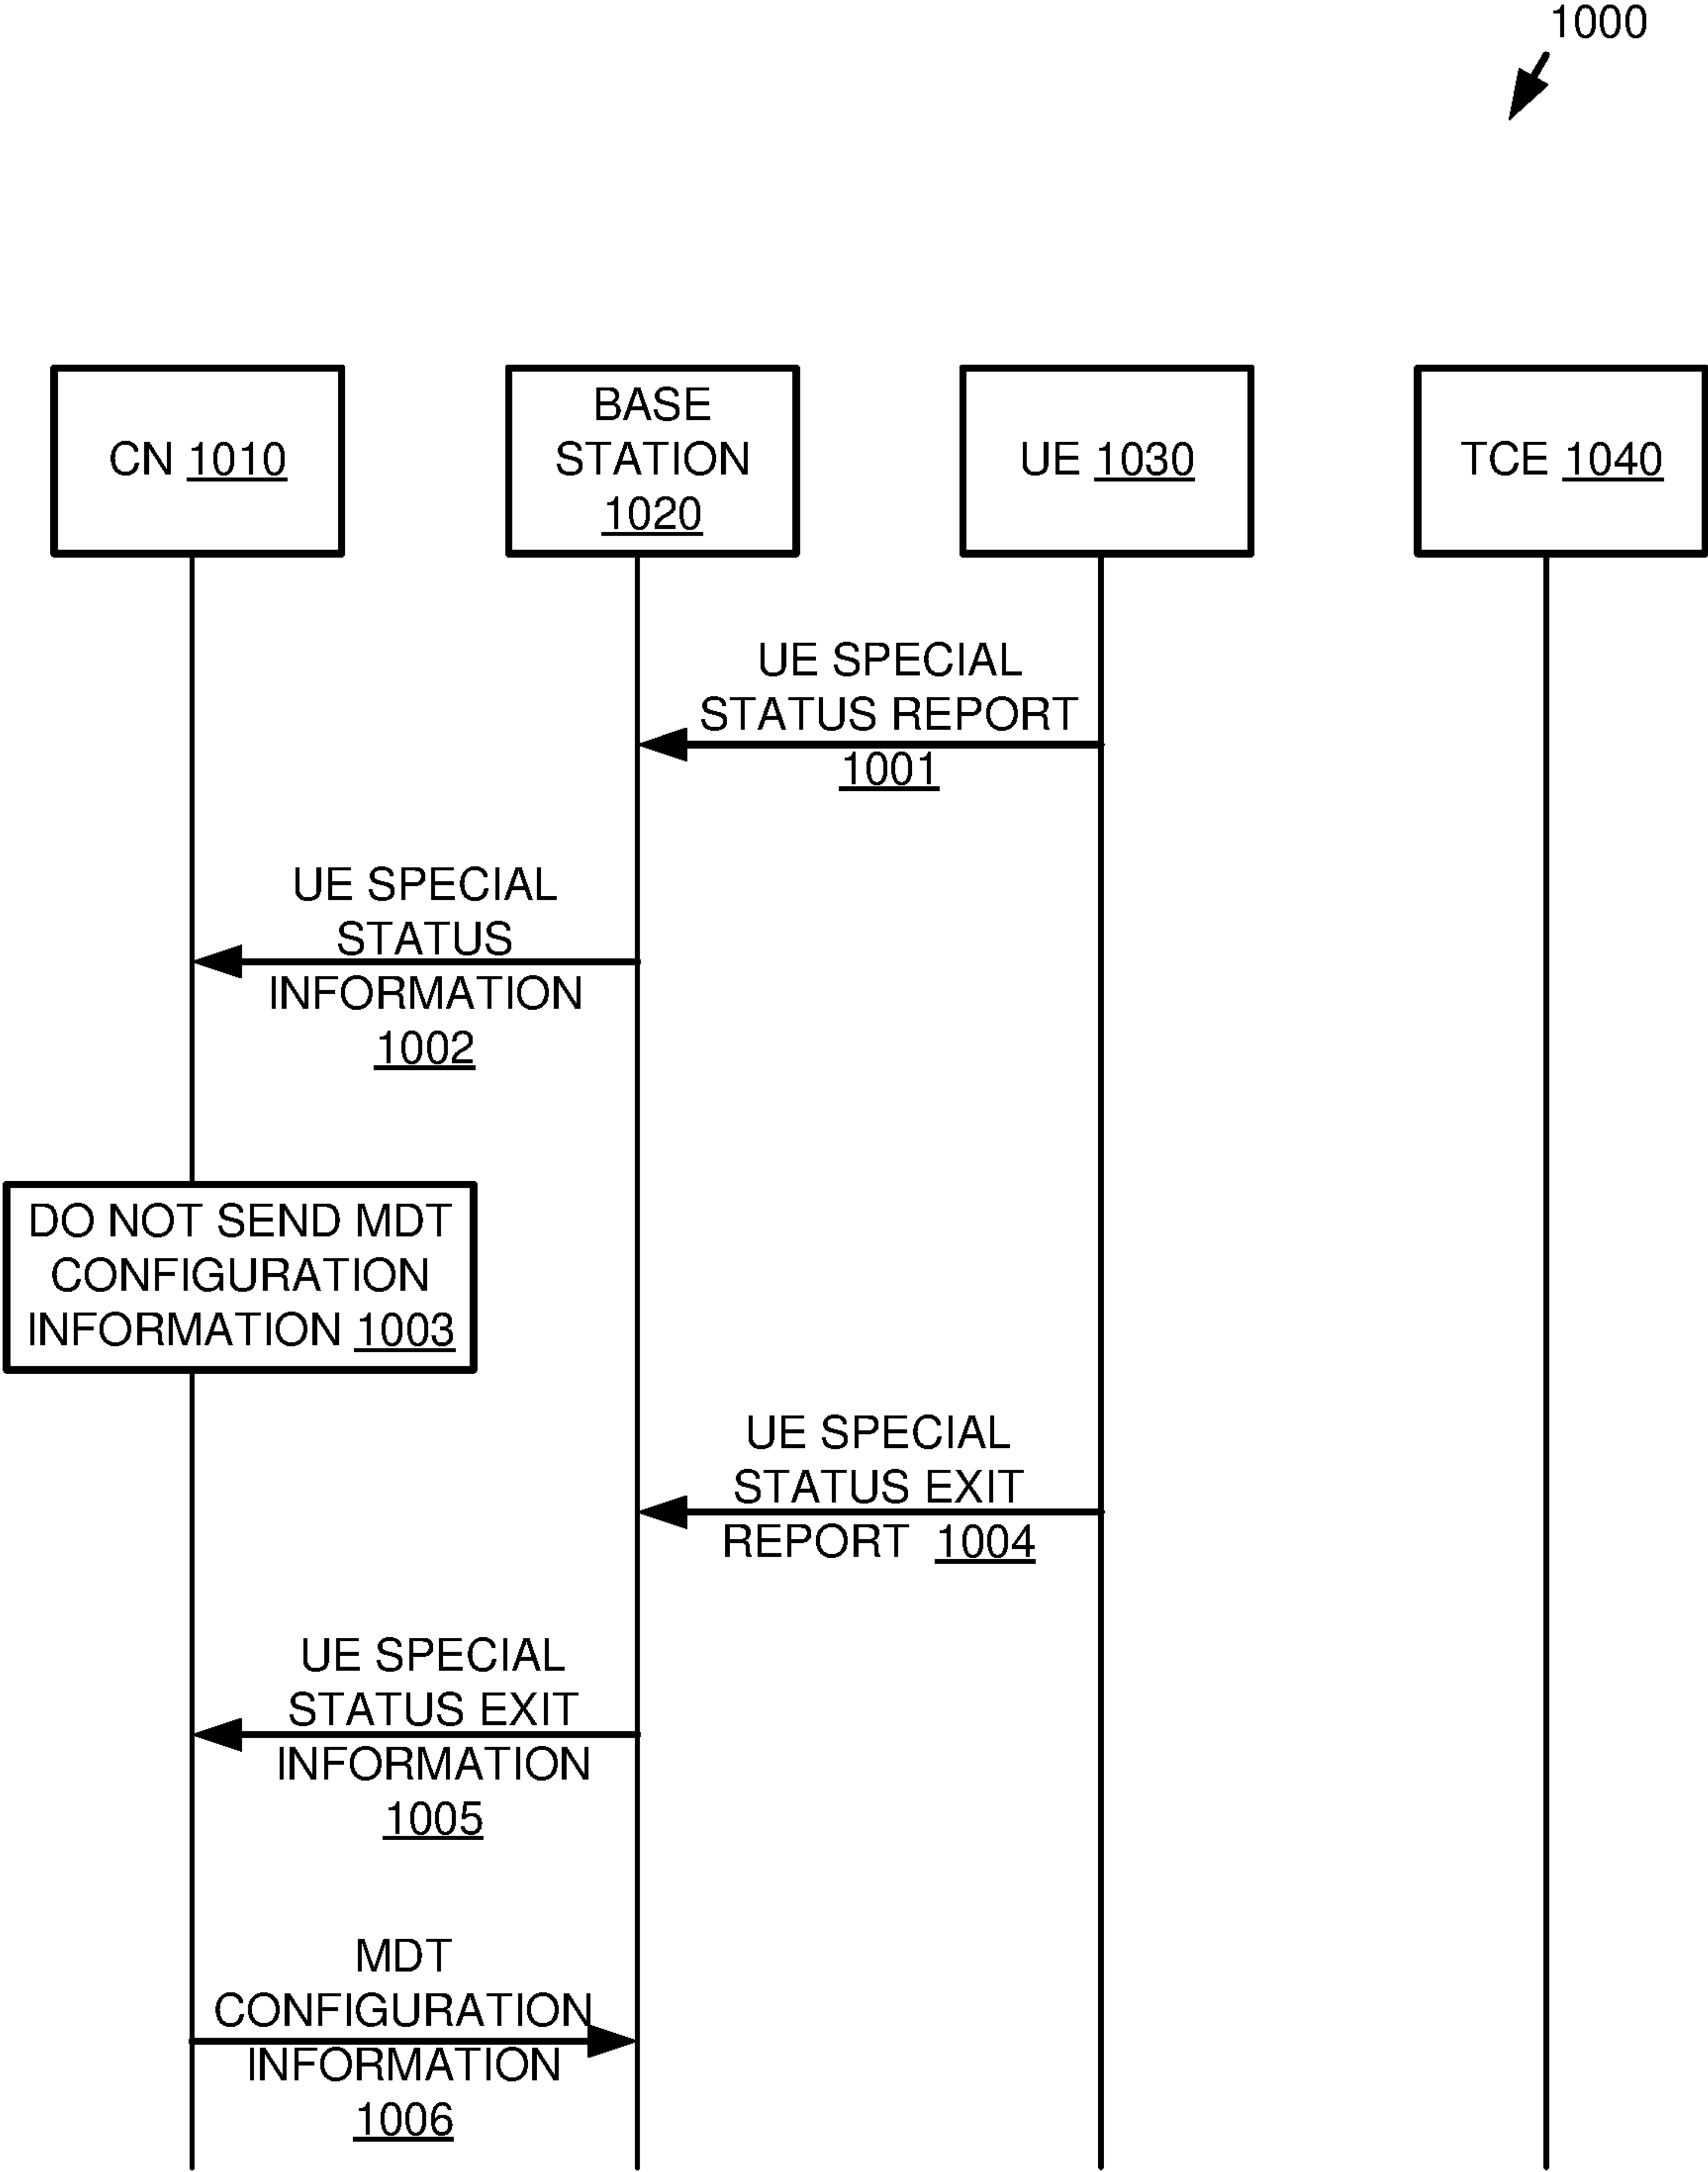 1000
CN 1010
BASE
STATION
1020
UE 1030
TCE 1040
UE SPECIAL
STATUS REPORT
1001
UE SPECIAL
STATUS
INFORMATION
1002
DO NOT SEND MDT
CONFIGURATION
INFORMATION 1003
UE SPECIAL
STATUS EXIT
REPORT 1004
UE SPECIAL
STATUS EXIT
INFORMATION
1005
MDT
CONFIGURATION
INFORMATION
1006